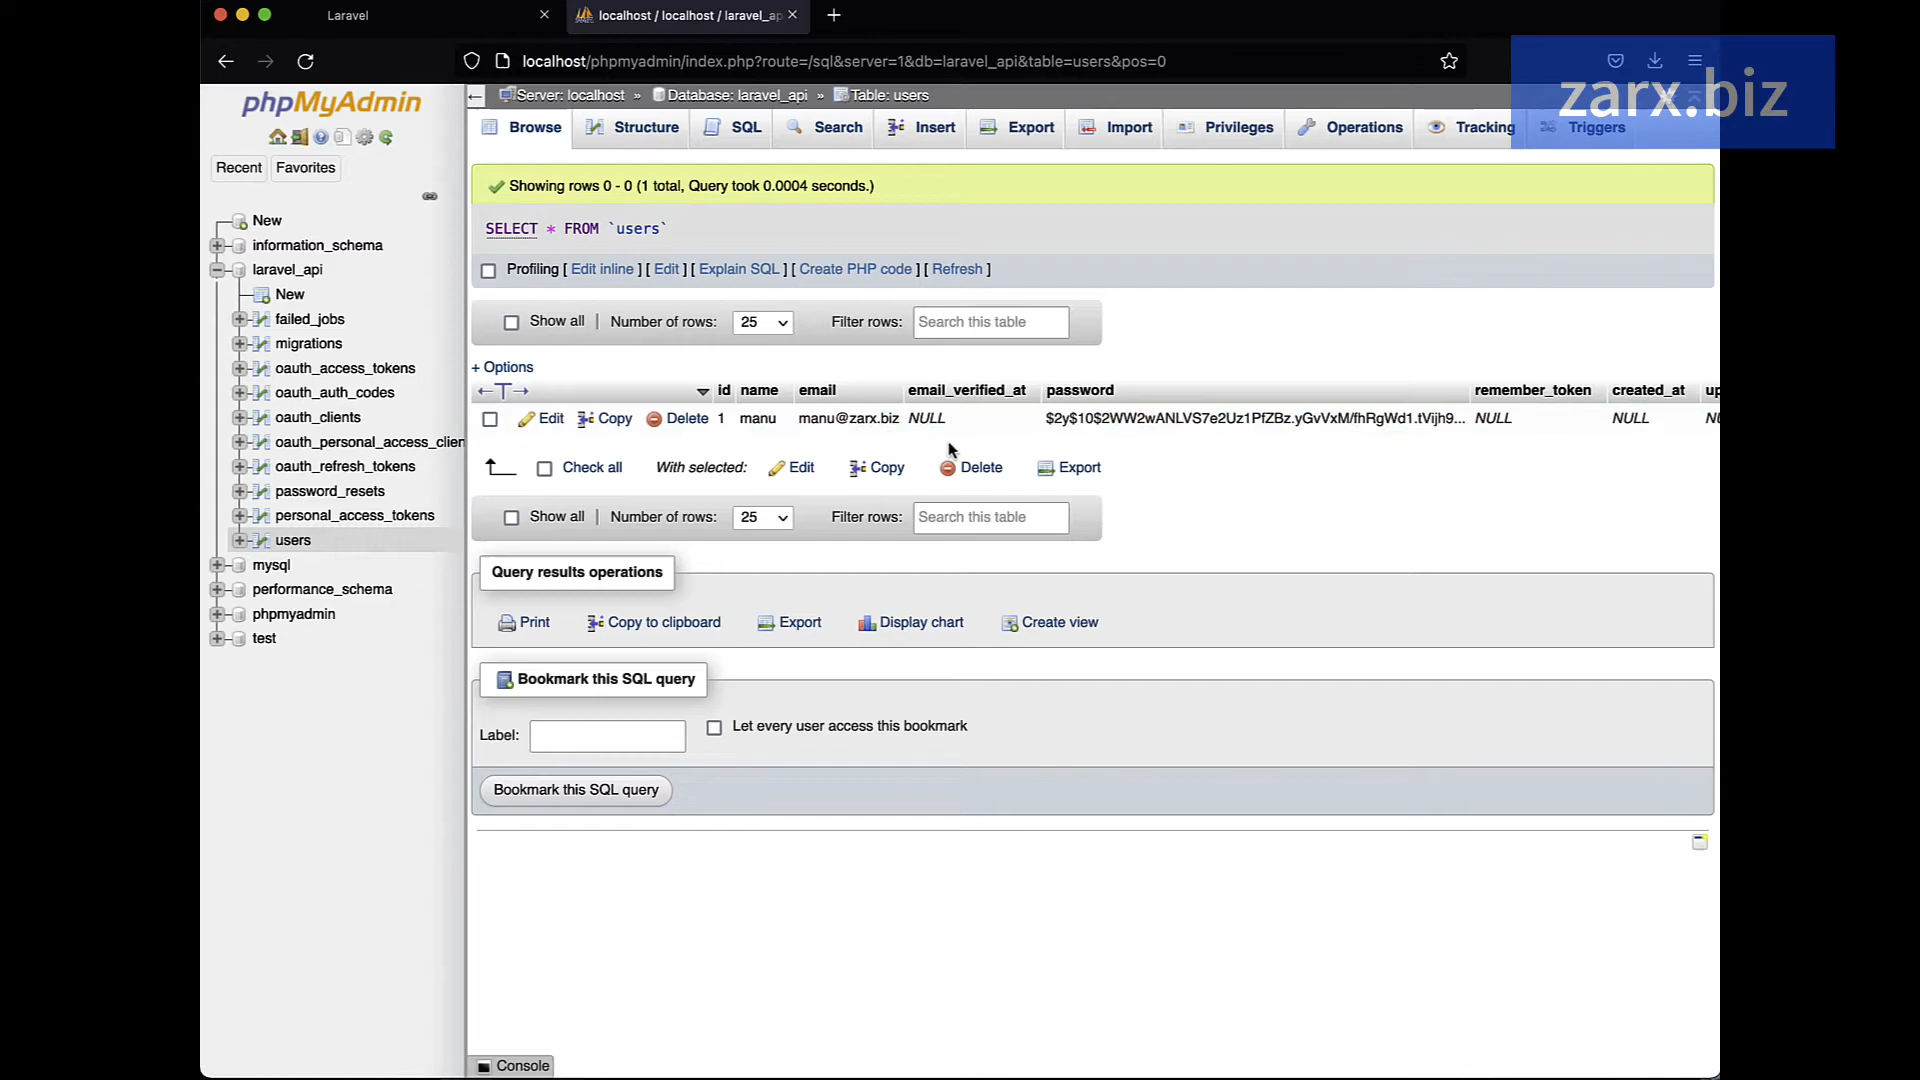 Laravel
localhost / localhost / laravel_ap
localhost/phpmyadmin/index.php?route=/sql&server=1&db=laravel_api&table=users&pos=0
zarx.biz
phpMyAdmin
Recent
Favorites
New
information_schema
laravel_api
New
failed_jobs
migrations
oauth_access_tokens
oauth_auth_codes
oauth_clients
oauth_personal_access_clien
oauth_refresh_tokens
password_resets
personal_access_tokens
users
mysql
performance_schema
phpmyadmin
test
Server: localhost » Database: laravel_api » Table: users
Browse Structure SQL Search Insert Export Import Privileges Operations Tracking Triggers
Showing rows 0 - 0 (1 total, Query took 0.0004 seconds.)
SELECT * FROM `users`
Profiling [ Edit inline ] [ Edit ] [ Explain SQL ] [ Create PHP code ] [ Refresh ]
Show all | Number of rows: 25 Filter rows: Search this table
+ Options
id name email email_verified_at password remember_token created_at up
Edit Copy Delete 1 manu manu@zarx.biz NULL $2y$10$2WW2wANLVS7e2Uz1PfZBz.yGvVxM/fhRgWd1.tVijh9... NULL NULL NU
Check all With selected: Edit Copy Delete Export
Show all | Number of rows: 25 Filter rows: Search this table
Query results operations
Print Copy to clipboard Export Display chart Create view
Bookmark this SQL query
Label: Let every user access this bookmark
Bookmark this SQL query
Console